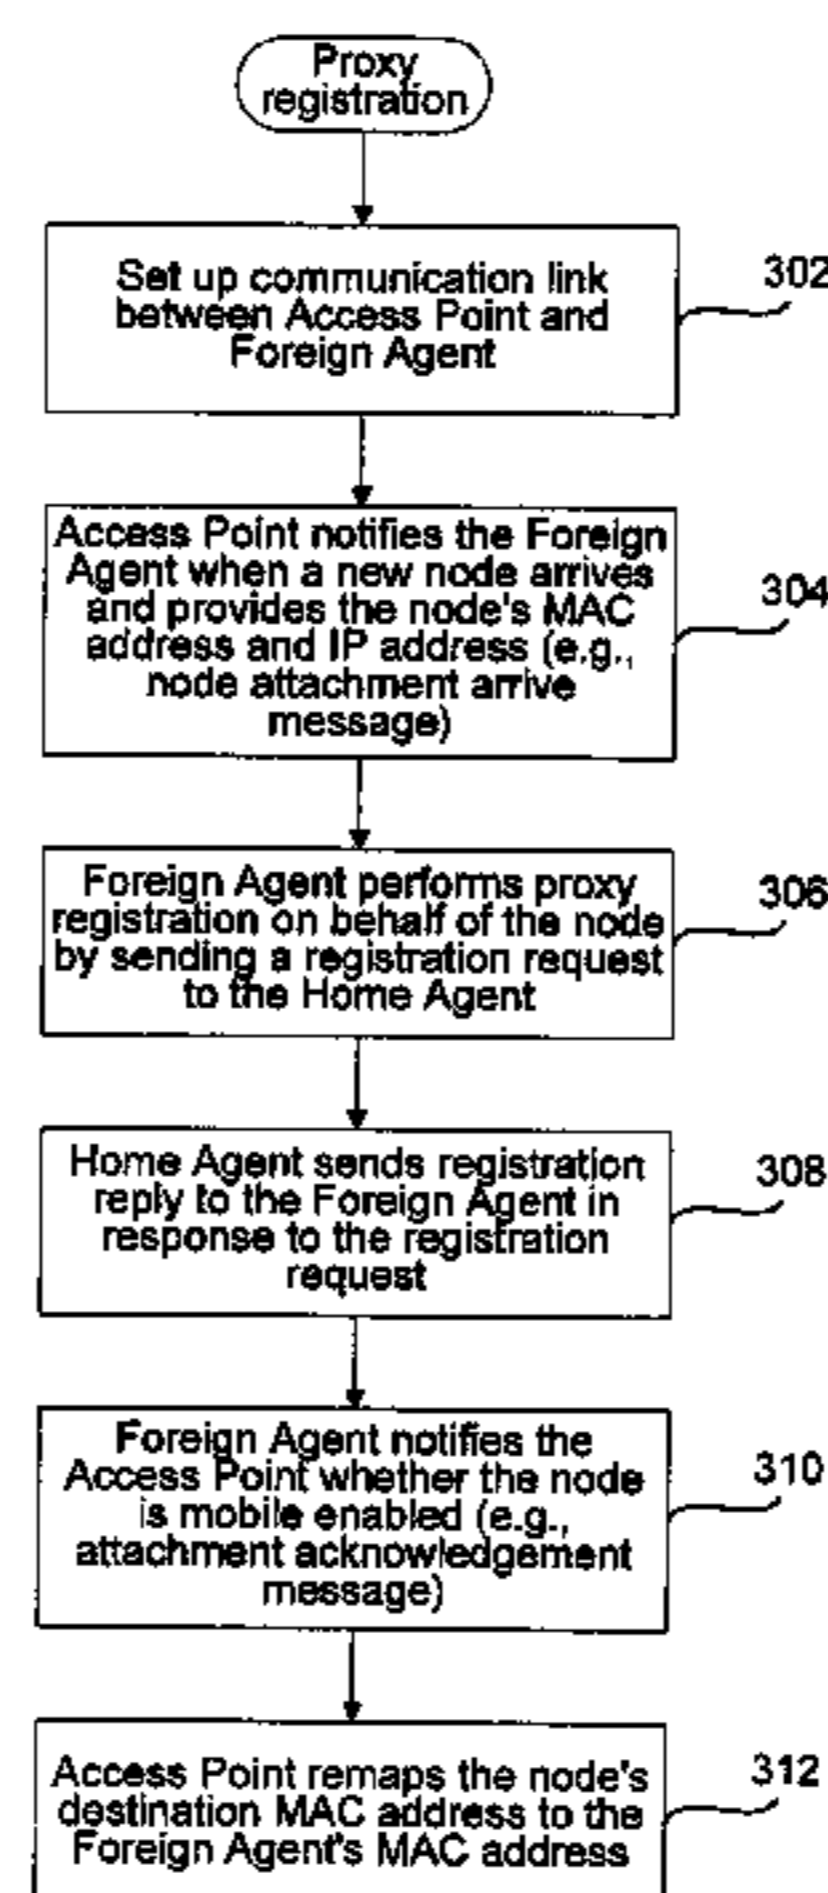 Proxy
registration
Set up communication link
between Access Point and
Foreign Agent
302
Access Point notifies the Foreign
Agent when a new node arrives
and provides the node's MAC
address and IP address (e.g.,
node attachment arrive
message)
304
Foreign Agent performs proxy
registration on behalf of the node
by sending a registration request
to the Home Agent
306
Home Agent sends registration
reply to the Foreign Agent in
response to the registration
request
308
Foreign Agent notifies the
Access Point whether the node
is mobile enabled (e.g.,
attachment acknowledgement
message)
310
Access Point remaps the node's
destination MAC address to the
Foreign Agent's MAC address
312